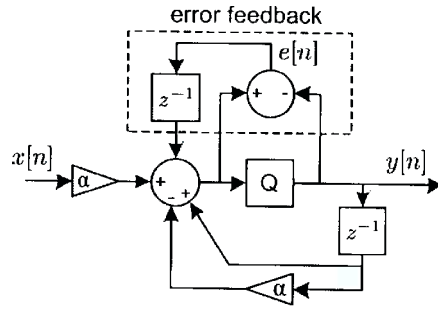 error feedback
e[n]
z⁻¹
+ -
x[n]
α
+ - +
Q
y[n]
z⁻¹
α